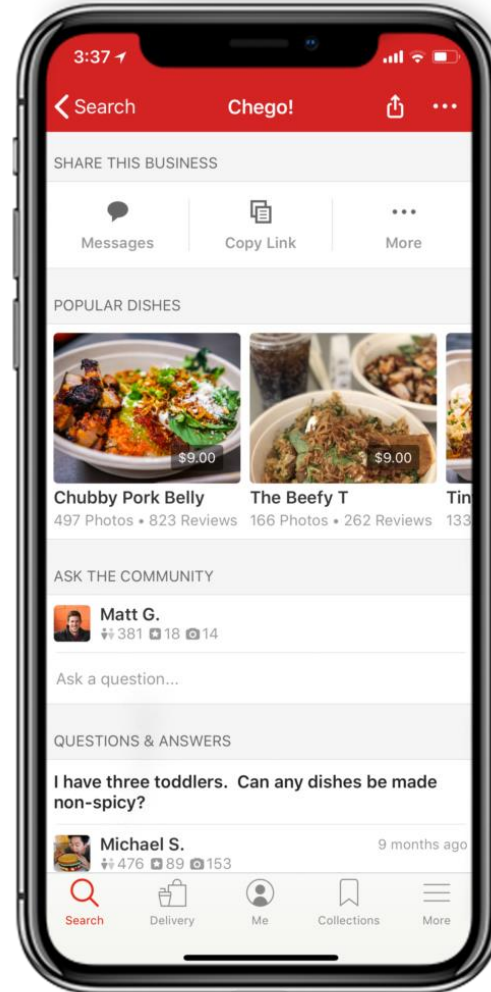 3:37
Search
Chego!
SHARE THIS BUSINESS
Messages
Copy Link
More
POPULAR DISHES
$9.00
$9.00
Chubby Pork Belly
The Beefy T
Tin
497 Photos • 823 Reviews
166 Photos • 262 Reviews
133
ASK THE COMMUNITY
Matt G.
381 18 14
Ask a question...
QUESTIONS & ANSWERS
I have three toddlers. Can any dishes be made
non-spicy?
Michael S.
9 months ago
476 89 153
Search
Delivery
Me
Collections
More